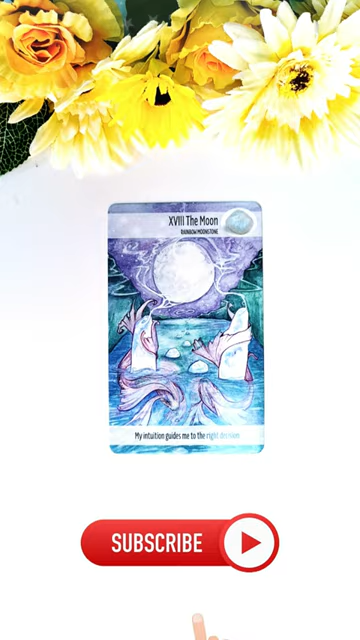 XVIII The Moon
RAINBOW MOONSTONE
My intuition guides me to the right decision
SUBSCRIBE